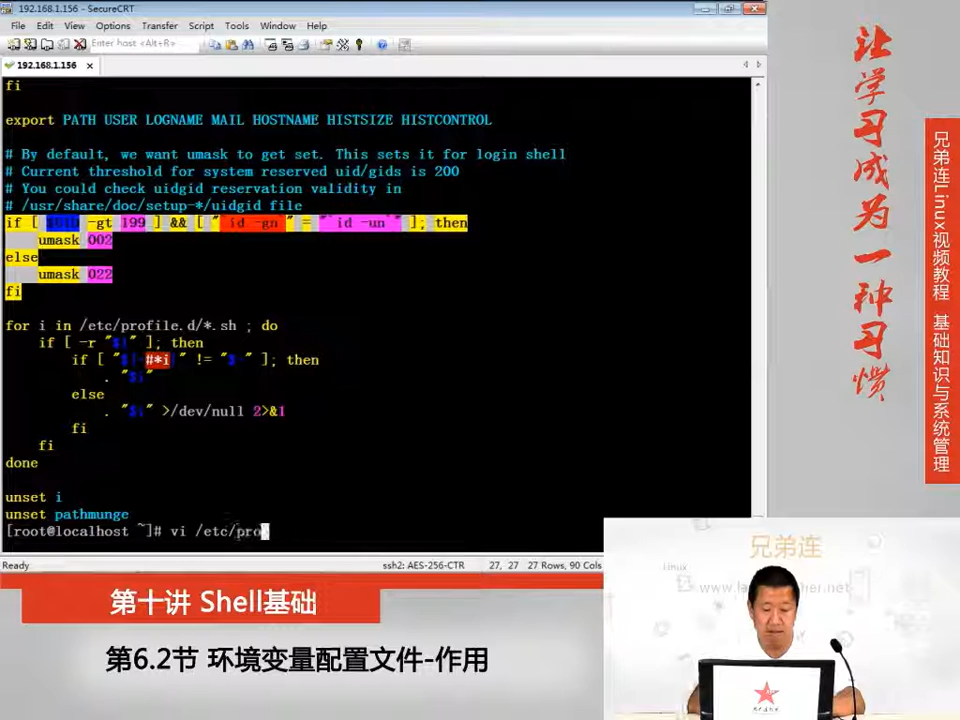 192.168.1.156 - SecureCRT
File Edit View Options Transfer Script Tools Window Help
Enter host <Alt+R>
192.168.1.156
fi
export PATH USER LOGNAME MAIL HOSTNAME HISTSIZE HISTCONTROL
# By default, we want umask to get set. This sets it for login shell
# Current threshold for system reserved uid/gids is 200
# You could check uidgid reservation validity in
# /usr/share/doc/setup-*/uidgid file
if [ $UID -gt 199 ] && [ "`id -gn`" = "`id -un`" ]; then
umask 002
else
umask 022
fi
for i in /etc/profile.d/*.sh ; do
if [ -r "$i" ]; then
if [ " #*i " != "$ " ]; then
. "$i"
else
. "$i" >/dev/null 2>&1
fi
fi
done
unset i
unset pathmunge
[root@localhost ~]# vi /etc/pro
Ready ssh2: AES-256-CTR 27, 27 27 Rows, 90 Cols
第十讲 Shell基础
第6.2节 环境变量配置文件-作用
让学习成为一种习惯
兄弟连Linux视频教程 基础知识与系统管理
兄弟连
Linux